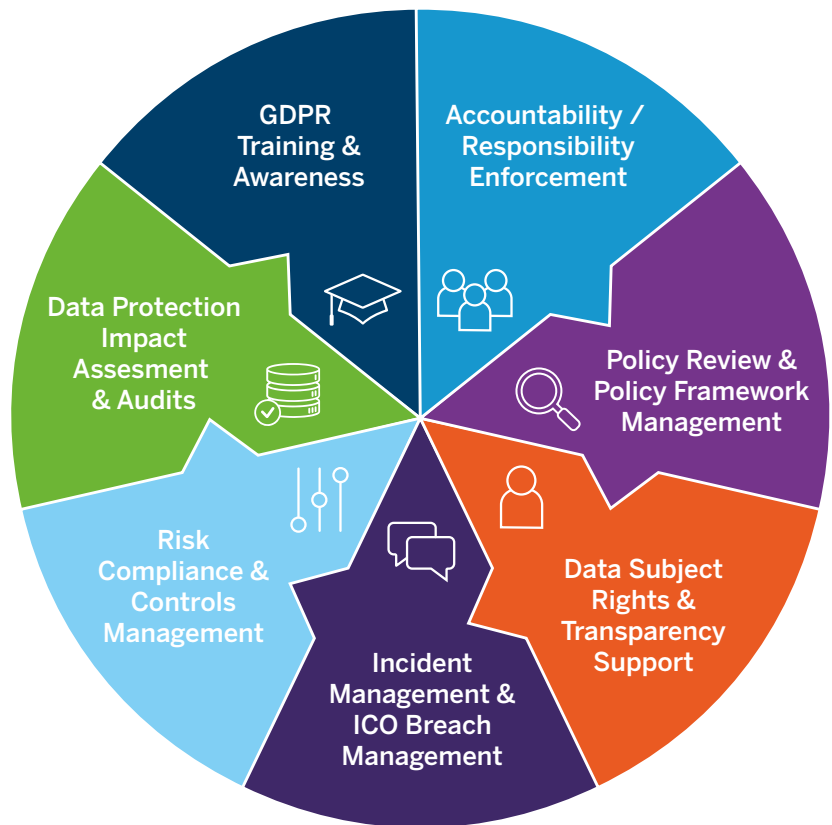 GDPR
Training &
Awareness
Accountability /
Responsibility
Enforcement
Policy Review &
Policy Framework
Management
Data Subject
Rights &
Transparency
Support
Incident
Management &
ICO Breach
Management
Risk
Compliance &
Controls
Management
Data Protection
Impact
Assesment
& Audits